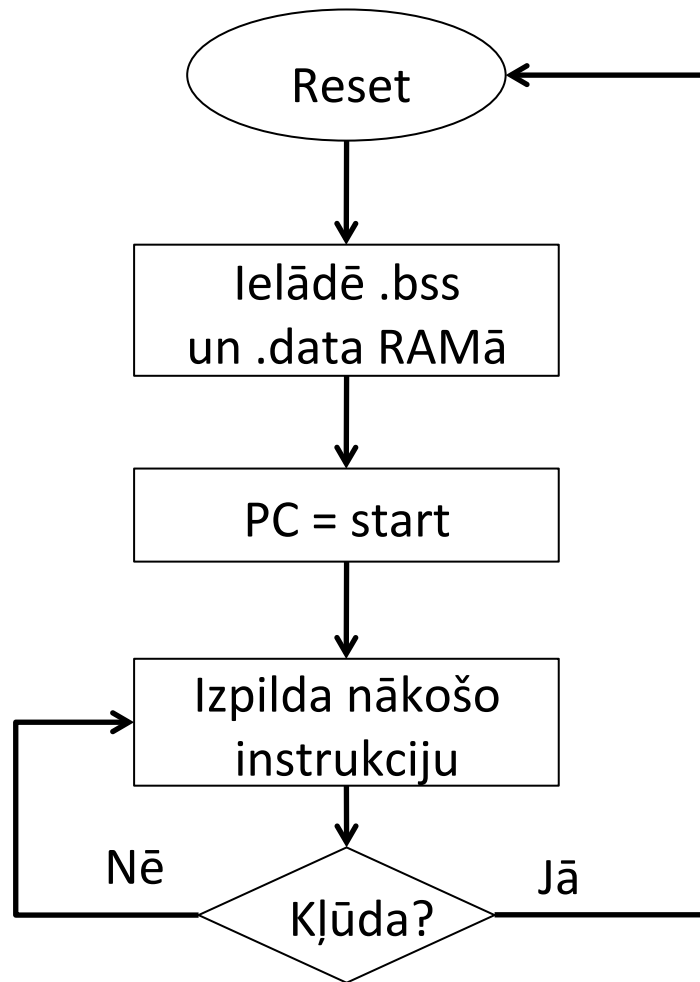 Reset
Ielādē .bss
un .data RAMā
PC = start
Izpilda nākošo
instrukciju
Nē
Jā
Kļūda?